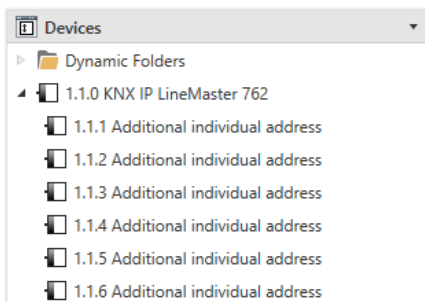 Devices
Dynamic Folders
1.1.0 KNX IP LineMaster 762
1.1.1 Additional individual address
1.1.2 Additional individual address
1.1.3 Additional individual address
1.1.4 Additional individual address
1.1.5 Additional individual address
1.1.6 Additional individual address